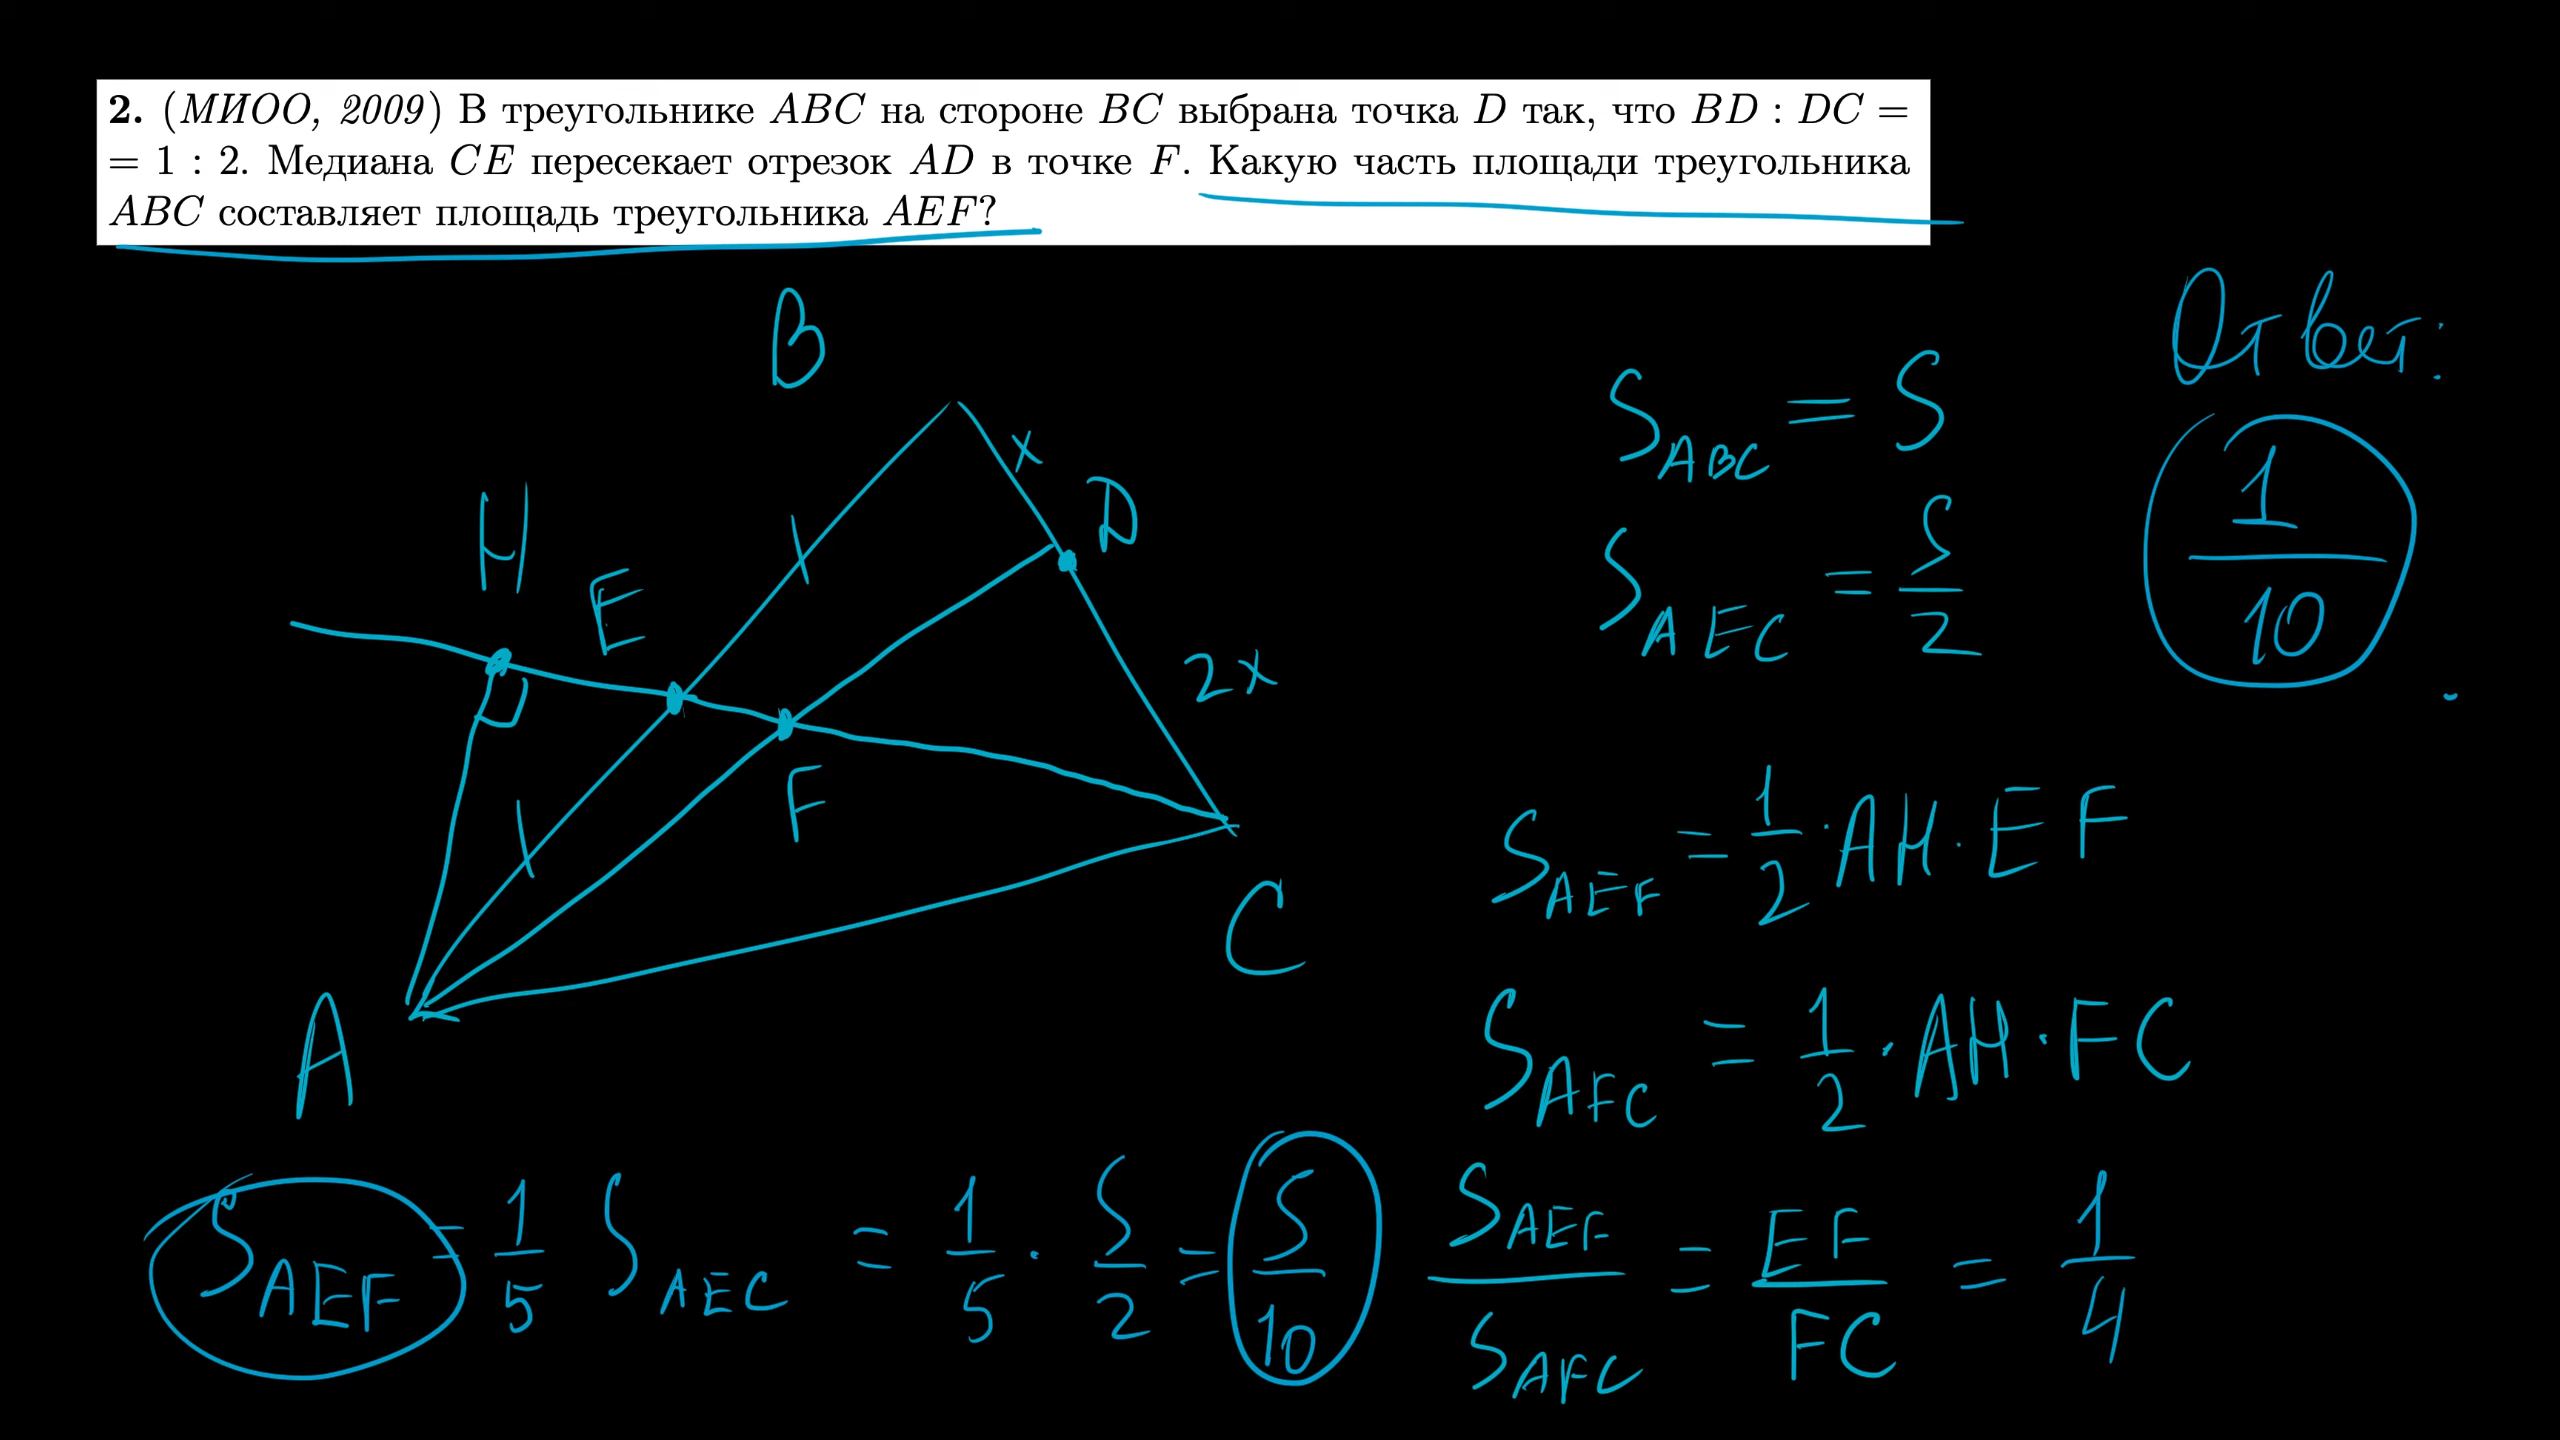 2. (МИОО, 2009) В треугольнике ABC на стороне BC выбрана точка D так, что BD : DC =
= 1 : 2. Медиана CE пересекает отрезок AD в точке F. Какую часть площади треугольника
ABC составляет площадь треугольника AEF?
B
x
D
H
E
2x
F
C
A
S_ABC = S
S_AEC = S/2
Ответ:
1/10
S_AEF = 1/2 · AH · EF
S_AFC = 1/2 · AH · FC
S_AEF = 1/5 S_AEC = 1/5 · S/2 = S/10
S_AEF/S_AFC = EF/FC = 1/4